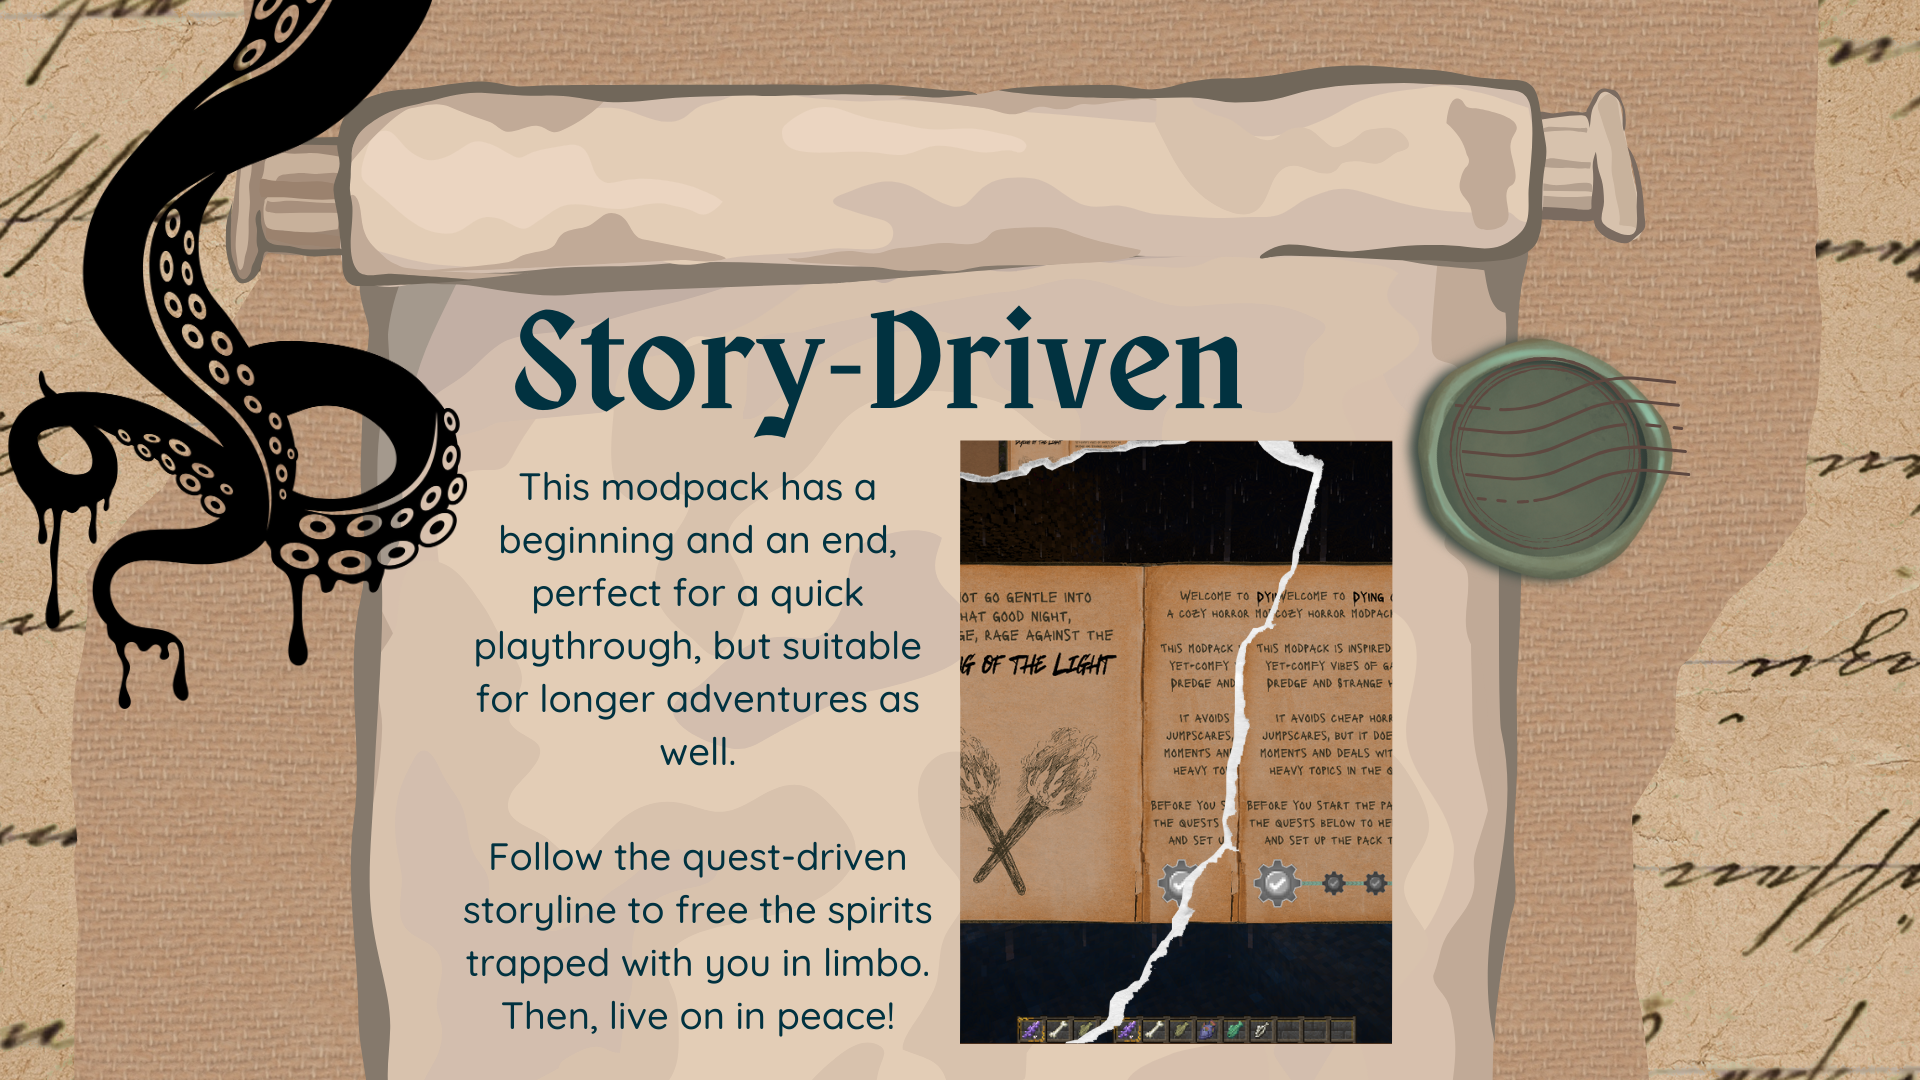 Story-Driven
This modpack has a
beginning and an end,
perfect for a quick
playthrough, but suitable
for longer adventures as
well.
Follow the quest-driven
storyline to free the spirits
trapped with you in limbo.
Then, live on in peace!
OT GO GENTLE INTO
HAT GOOD NIGHT,
GE, RAGE AGAINST THE
G OF THE LIGHT
WELCOME TO DYI
A COZY HORROR MO
THIS MODPACK
YET-COMFY
DREDGE AND
IT AVOIDS
JUMPSCARES,
MOMENTS AN
HEAVY TO
BEFORE YOU S
THE QUESTS
AND SET U
WELCOME TO DYING
COZY HORROR MODPAC
THIS MODPACK IS INSPIRED
YET-COMFY VIBES OF GA
DREDGE AND STRANGE H
IT AVOIDS CHEAP HORR
JUMPSCARES, BUT IT DOE
MOMENTS AND DEALS WIT
HEAVY TOPICS IN THE G
BEFORE YOU START THE PA
THE QUESTS BELOW TO HE
AND SET UP THE PACK T